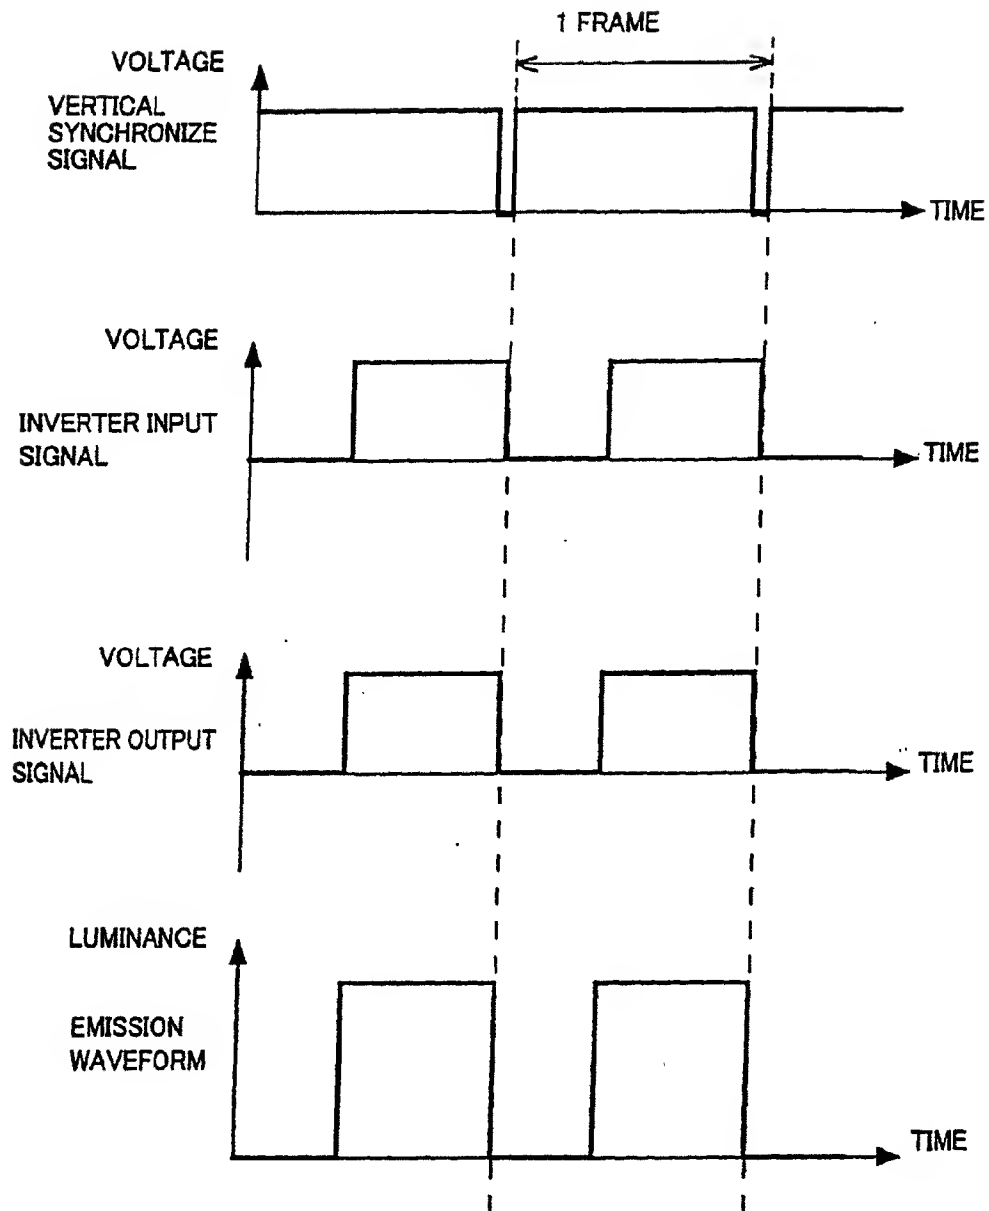 1 FRAME
VOLTAGE
VERTICAL
SYNCHRONIZE
SIGNAL
TIME
VOLTAGE
INVERTER INPUT
SIGNAL
TIME
VOLTAGE
INVERTER OUTPUT
SIGNAL
TIME
LUMINANCE
EMISSION
WAVEFORM
TIME